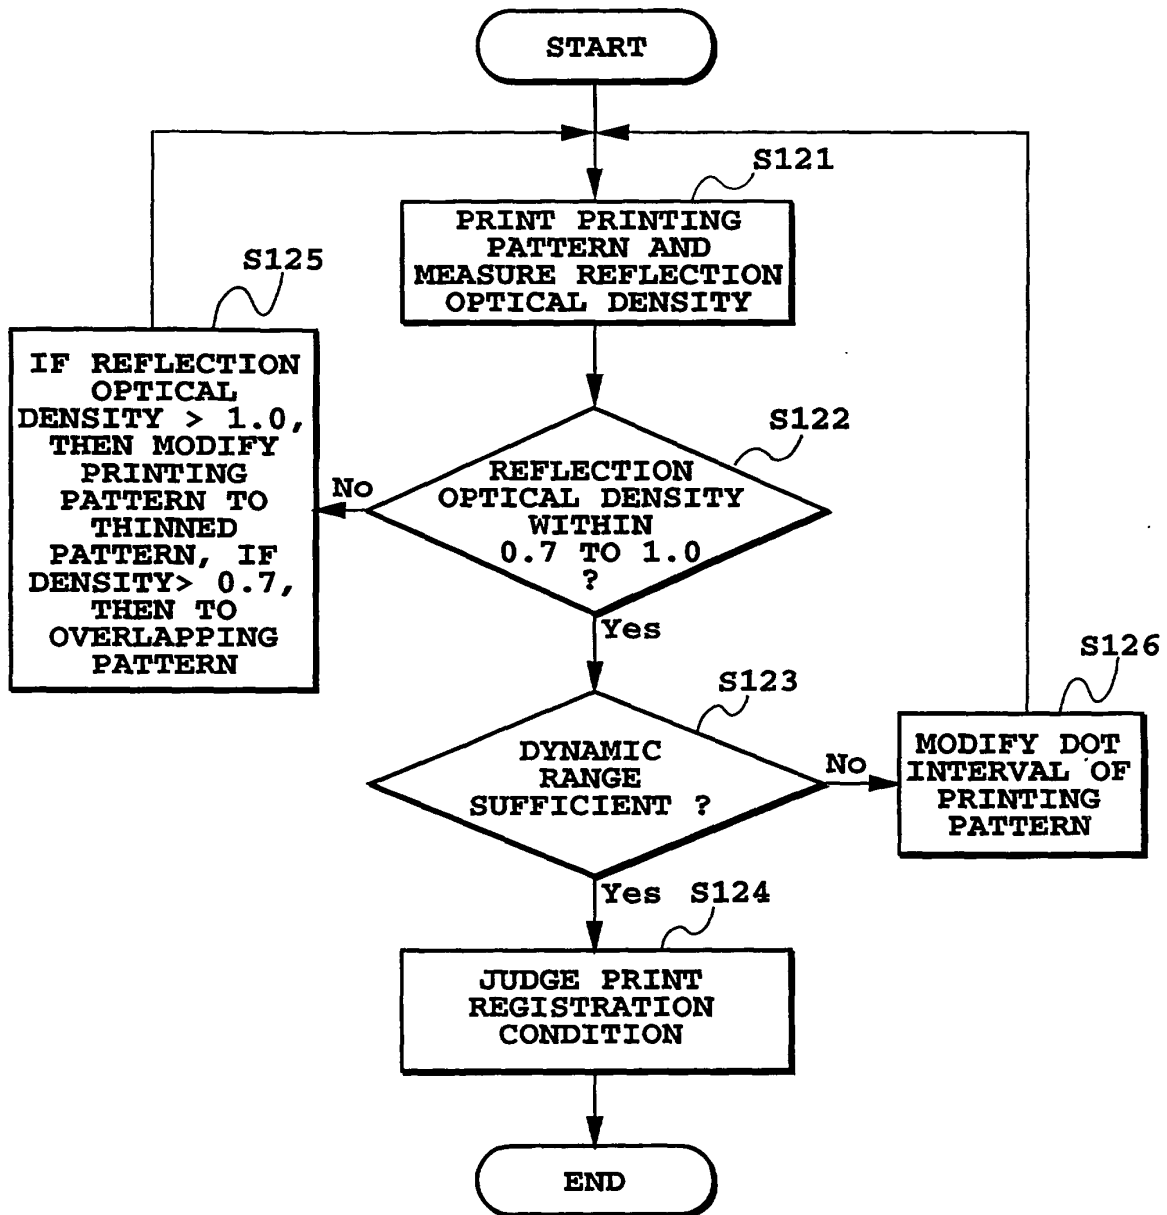 START
S121
PRINT PRINTING
PATTERN AND
MEASURE REFLECTION
OPTICAL DENSITY
S125
IF REFLECTION
OPTICAL
DENSITY > 1.0,
THEN MODIFY
PRINTING
PATTERN TO
THINNED
PATTERN, IF
DENSITY> 0.7,
THEN TO
OVERLAPPING
PATTERN
S122
REFLECTION
OPTICAL DENSITY
WITHIN
0.7 TO 1.0
?
No
Yes
S123
DYNAMIC
RANGE
SUFFICIENT ?
No
S126
MODIFY DOT
INTERVAL OF
PRINTING
PATTERN
Yes
S124
JUDGE PRINT
REGISTRATION
CONDITION
END